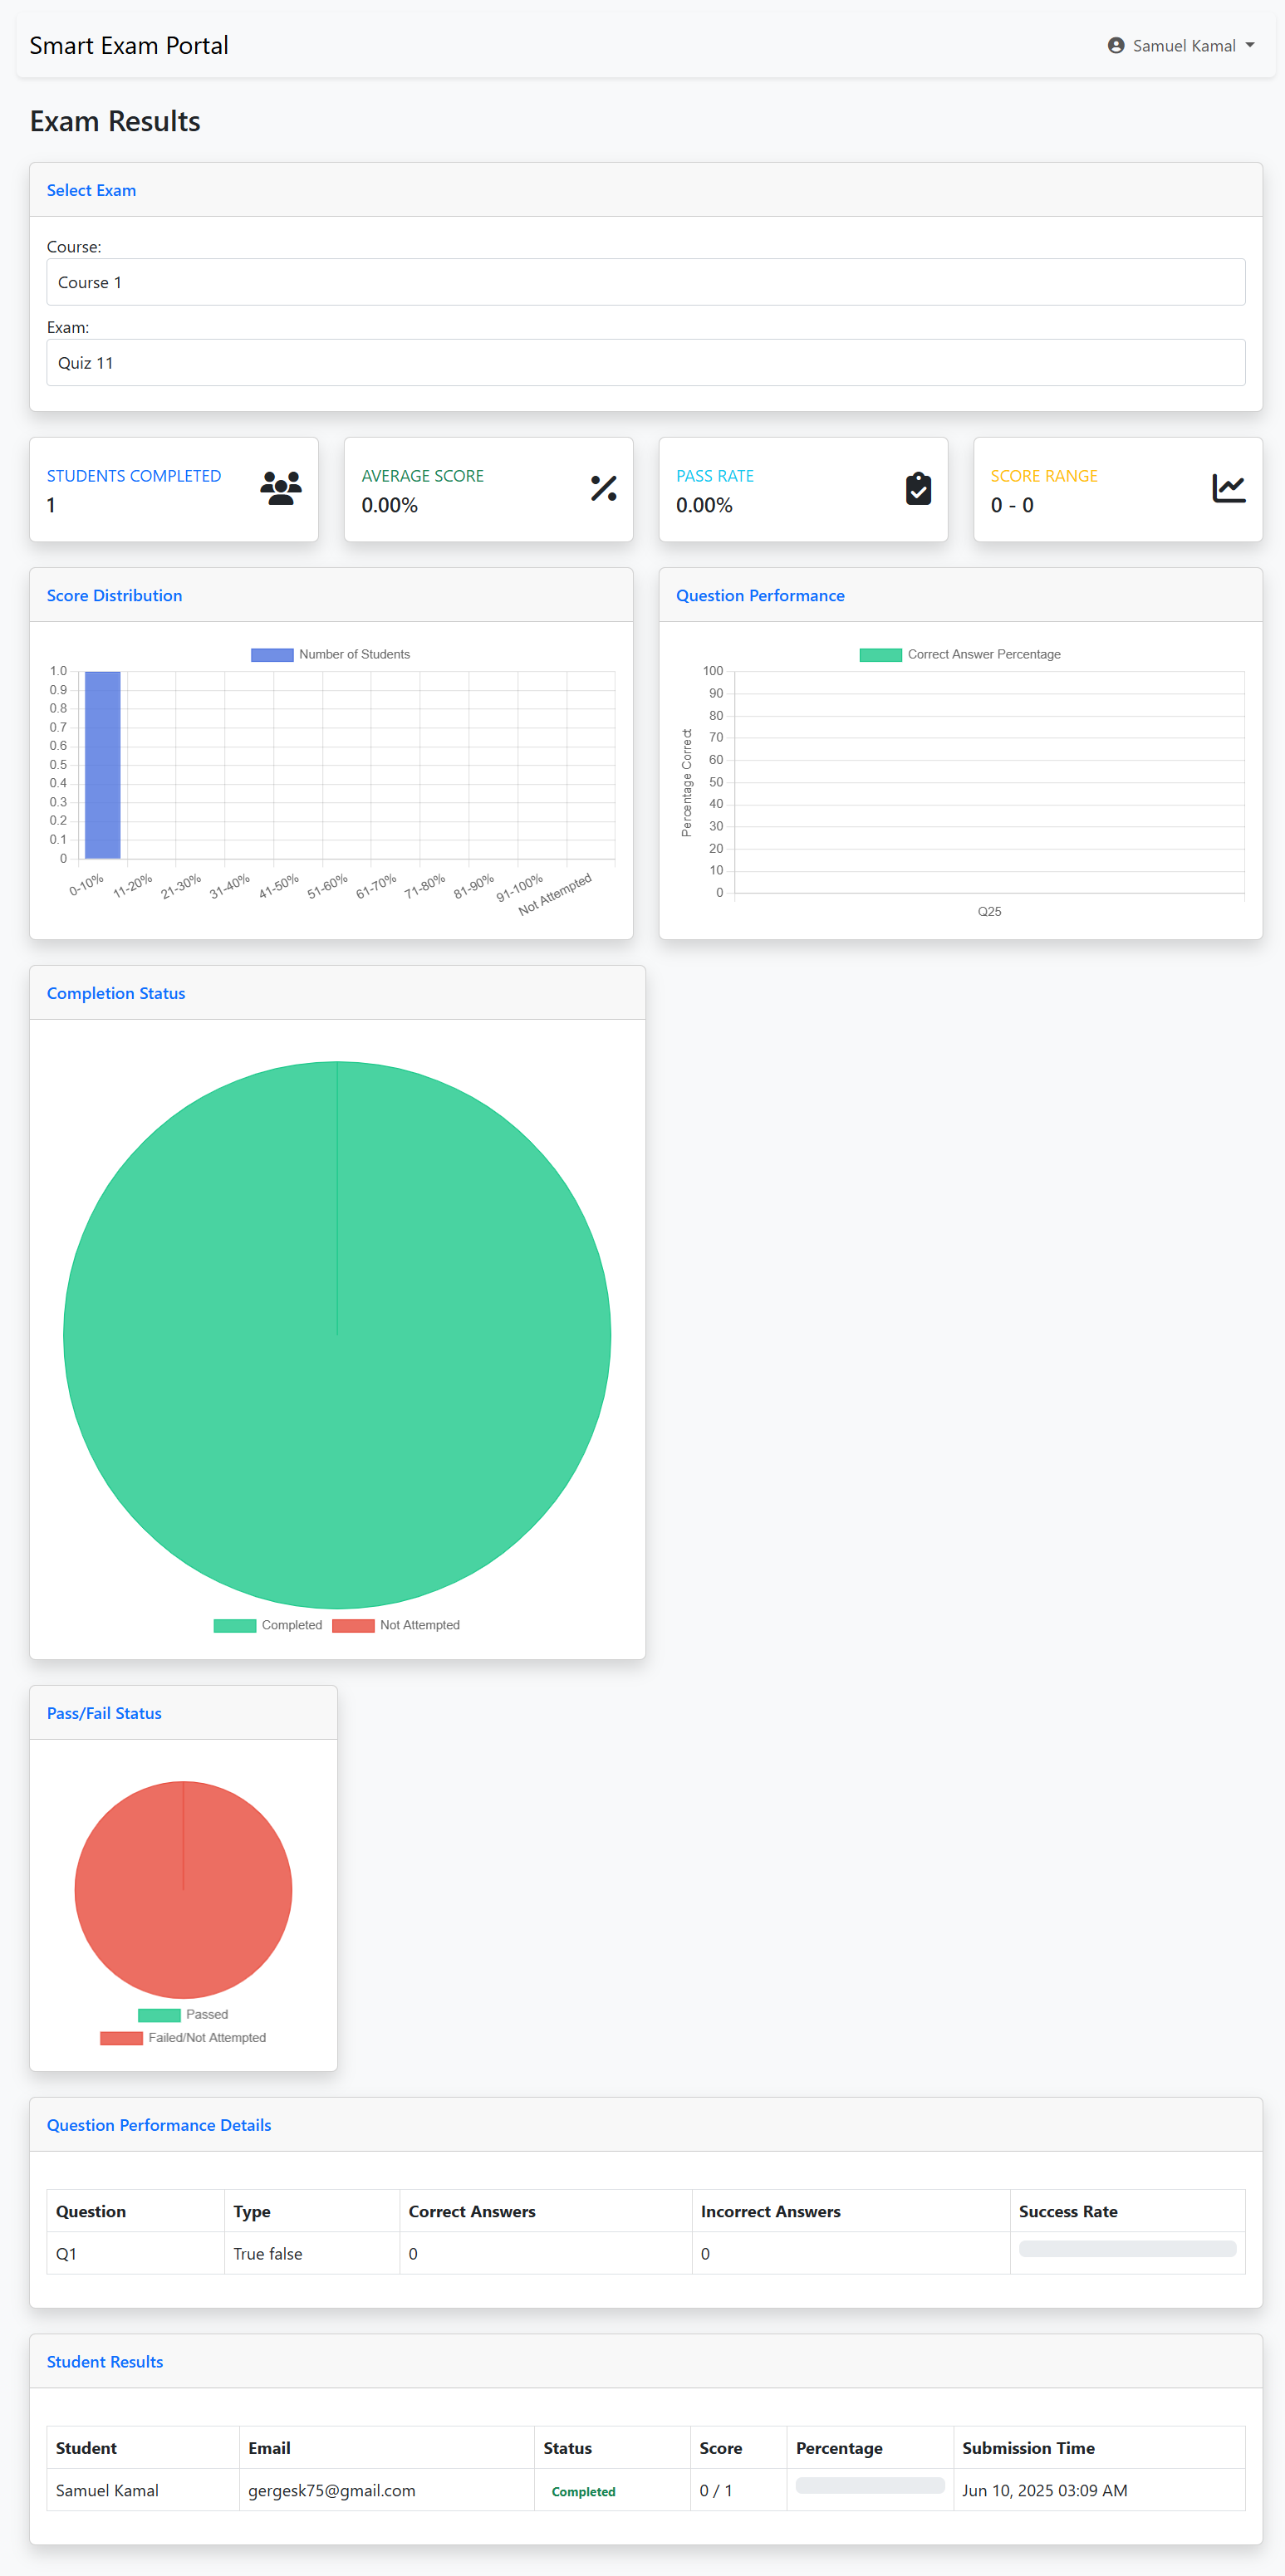 Smart Exam Portal
Samuel Kamal
Exam Results
Select Exam
Course:
Course 1
Exam:
Quiz 11
STUDENTS COMPLETED
1
AVERAGE SCORE
0.00%
PASS RATE
0.00%
SCORE RANGE
0 - 0
Score Distribution
Number of Students
1.0
0.9
0.8
0.7
0.6
0.5
0.4
0.3
0.2
0.1
0
0-10%
11-20%
21-30%
31-40%
41-50%
51-60%
61-70%
71-80%
81-90%
91-100%
Not Attempted
Question Performance
Correct Answer Percentage
Percentage Correct
100
90
80
70
60
50
40
30
20
10
0
Q25
Completion Status
Completed
Not Attempted
Pass/Fail Status
Passed
Failed/Not Attempted
Question Performance Details
Question Type Correct Answers Incorrect Answers Success Rate
Q1 True false 0 0
Student Results
Student Email Status Score Percentage Submission Time
Samuel Kamal gergesk75@gmail.com Completed 0 / 1 Jun 10, 2025 03:09 AM